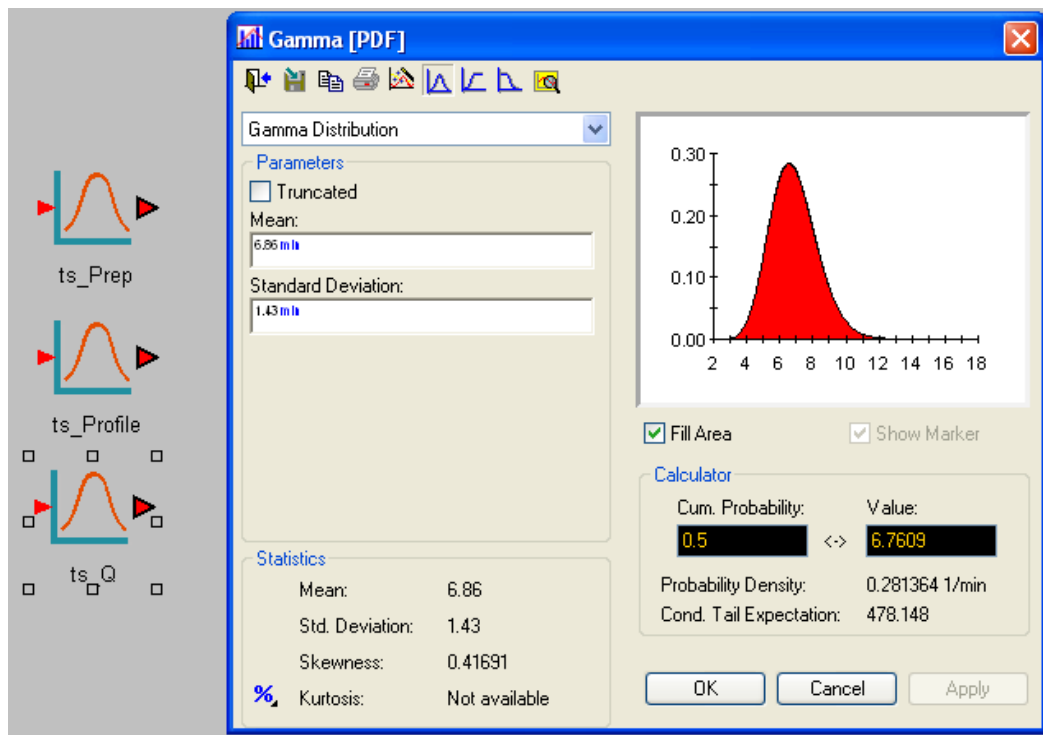 Gamma [PDF]
Gamma Distribution
Parameters
Truncated
Mean:
6.86 min
Standard Deviation:
1.43 min
Statistics
Mean: 6.86
Std. Deviation: 1.43
Skewness: 0.41691
%
Kurtosis: Not available
0.30
0.20
0.10
0.00
2 4 6 8 10 12 14 16 18
Fill Area
Show Marker
Calculator
Cum. Probability: Value:
0.5 <-> 6.7609
Probability Density: 0.281364 1/min
Cond. Tail Expectation: 478.148
OK Cancel Apply
ts_Prep
ts_Profile
ts_Q